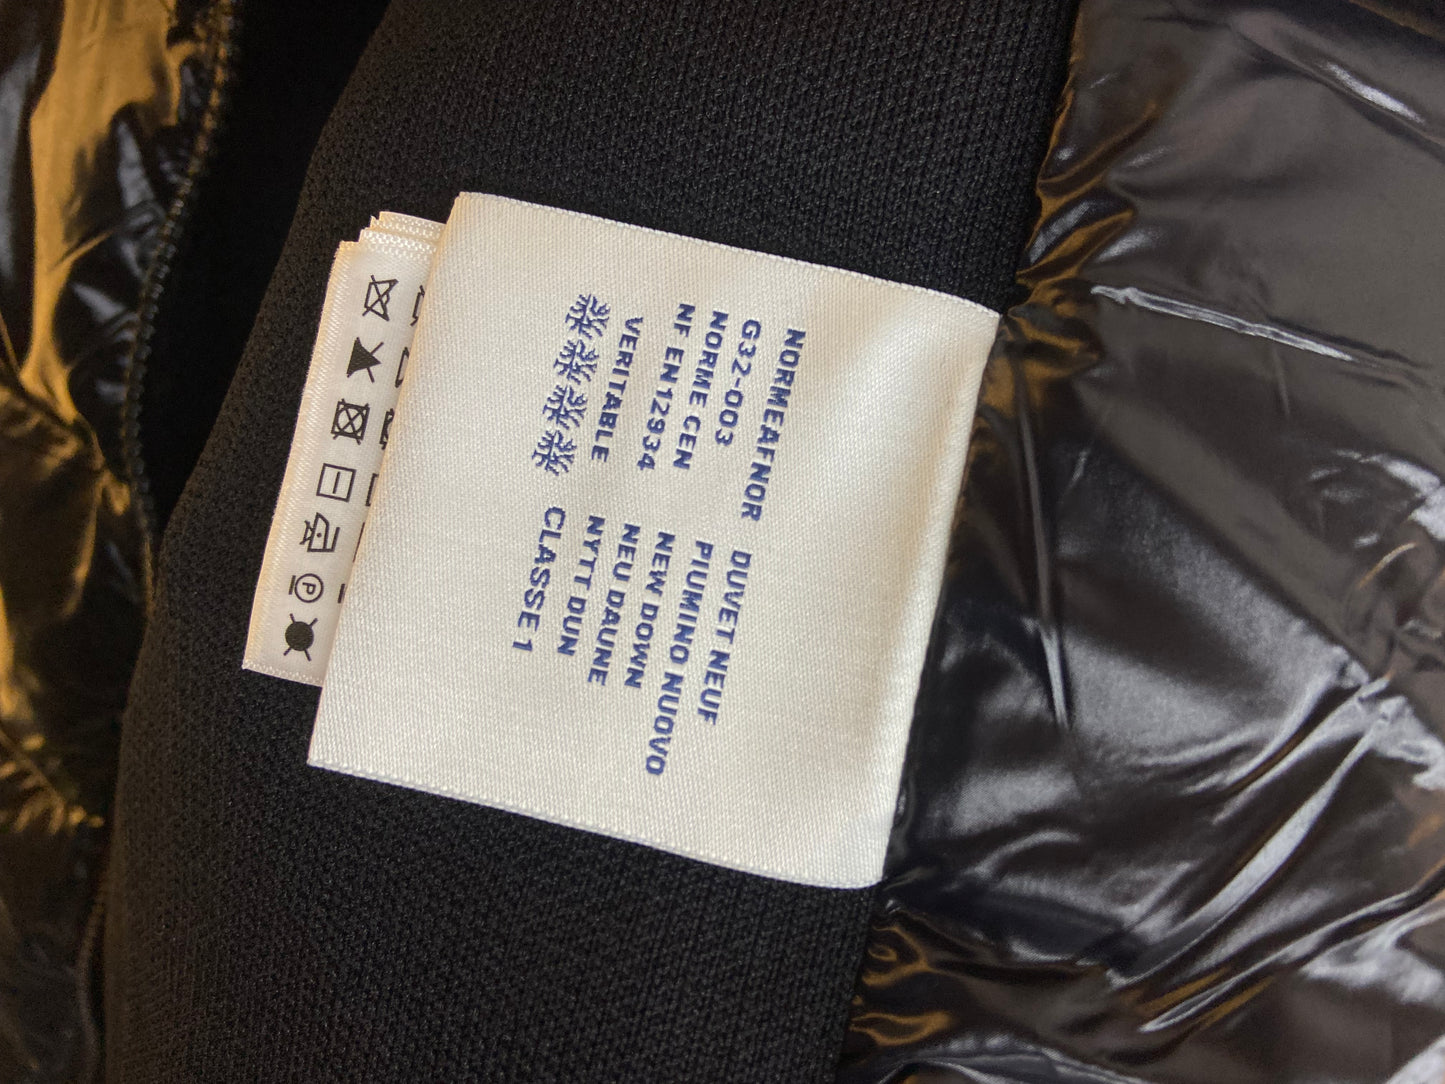 NORMEAFNOR
G32-003
NORME CEN
NF EN 12934
VERITABLE
DUVET NEUF
PIUMINO NUOVO
NEW DOWN
NEU DAUNE
NYTT DUN
CLASSE 1
P